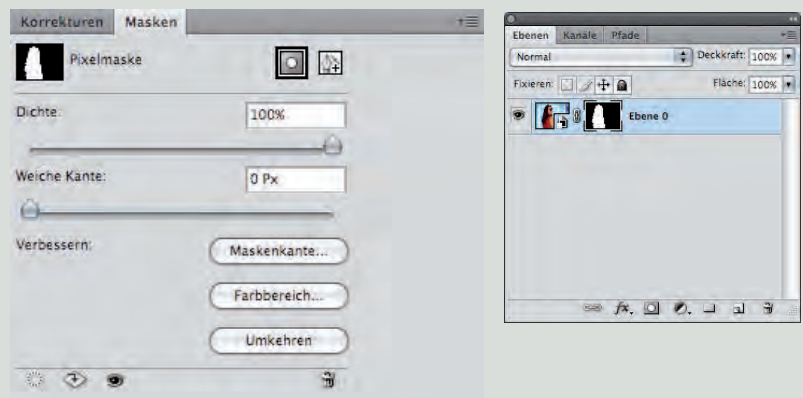 Korrekturen Masken
Pixelmaske
Dichte: 100%
Weiche Kante: 0 Px
Verbessern: Maskenkante...
Farbbereich...
Umkehren
Ebenen Kanäle Pfade
Normal Deckkraft: 100%
Fixieren: Fläche: 100%
Ebene 0
fx.